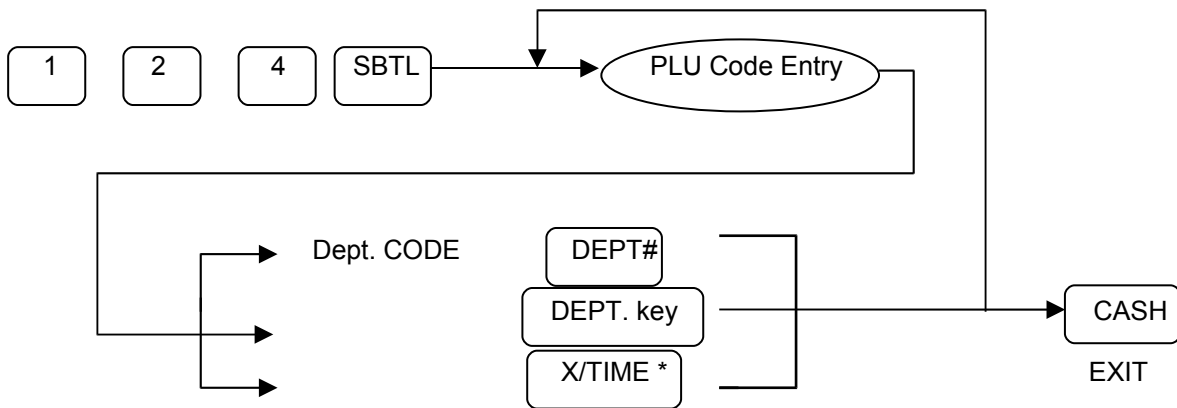 1 2 4 SBTL PLU Code Entry
Dept. CODE DEPT#
DEPT. key CASH
X/TIME * EXIT